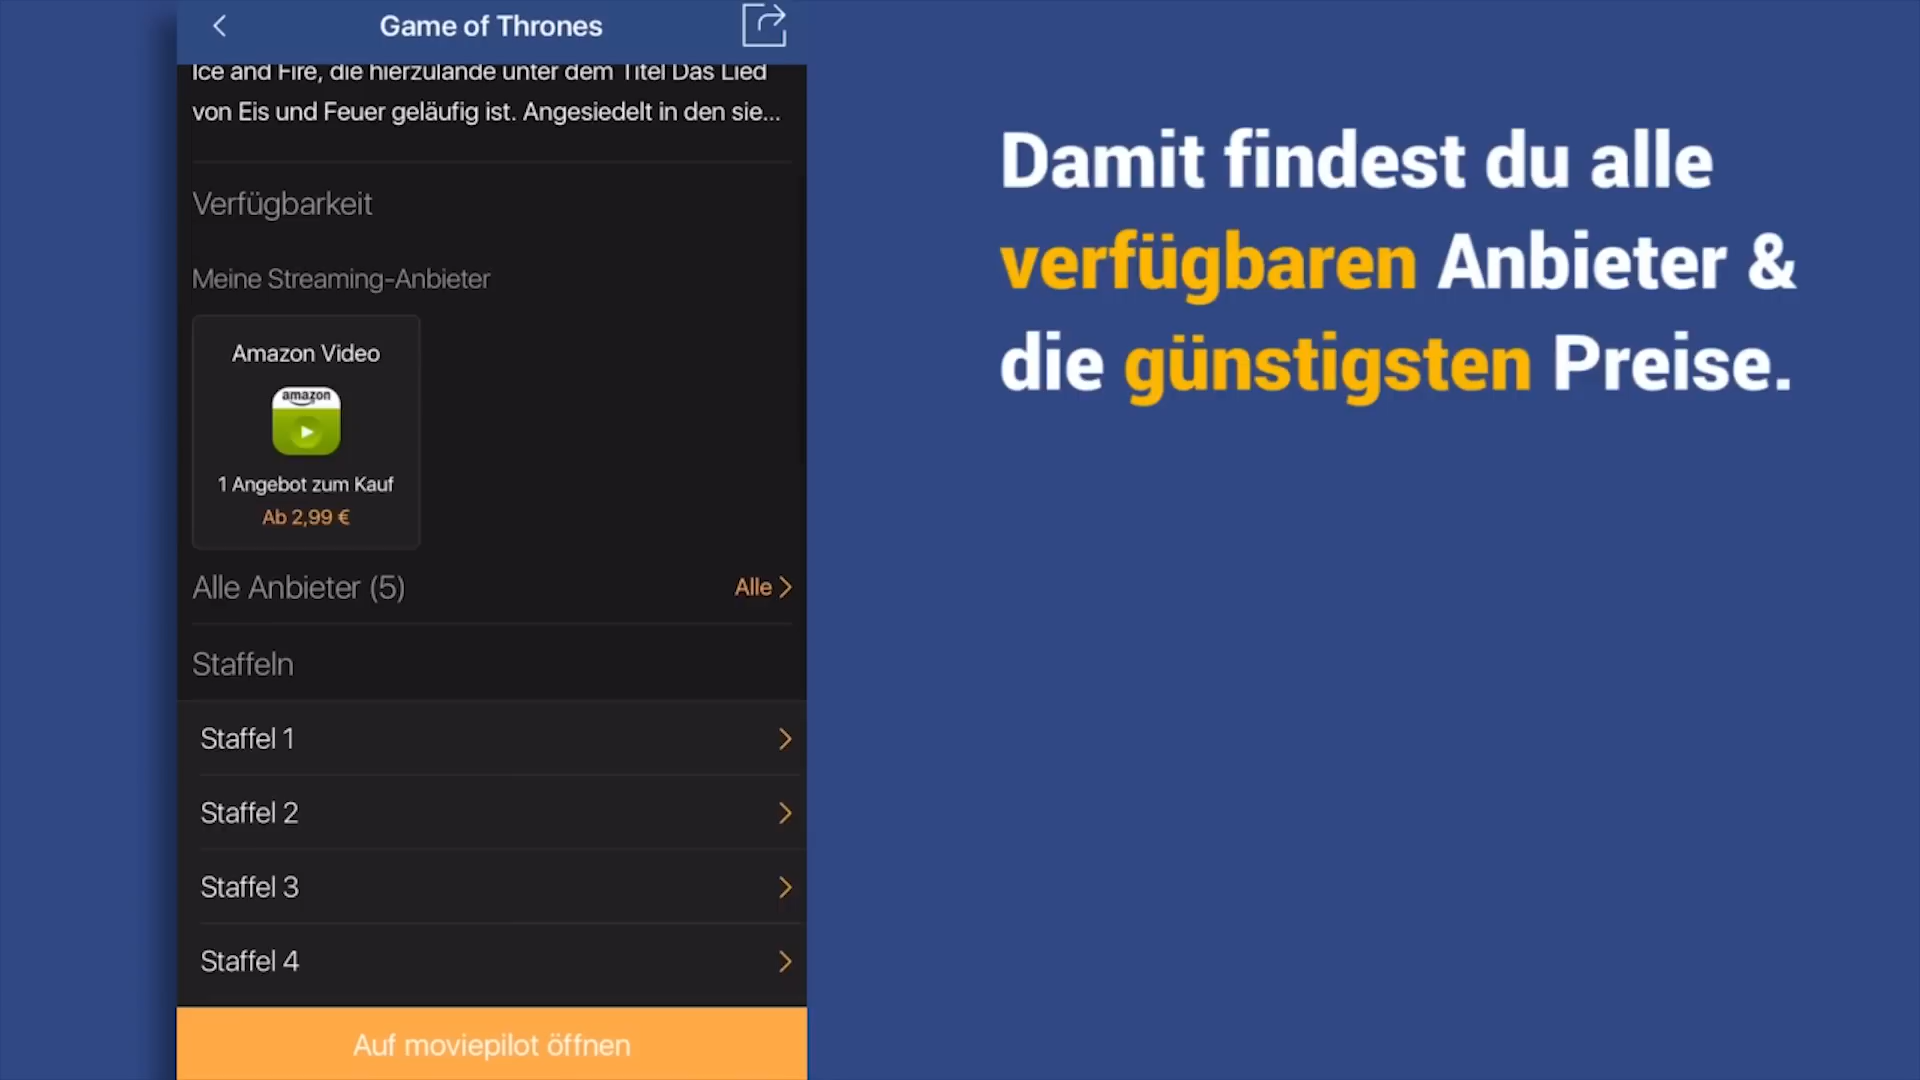 Game of Thrones
Ice and Fire, die hierzulande unter dem Titel Das Lied
von Eis und Feuer geläufig ist. Angesiedelt in den sie...
Verfügbarkeit
Meine Streaming-Anbieter
Amazon Video
amazon
1 Angebot zum Kauf
Ab 2,99 €
Alle Anbieter (5)
Alle
Staffeln
Staffel 1
Staffel 2
Staffel 3
Staffel 4
Auf moviepilot öffnen
Damit findest du alle
verfügbaren Anbieter &
die günstigsten Preise.